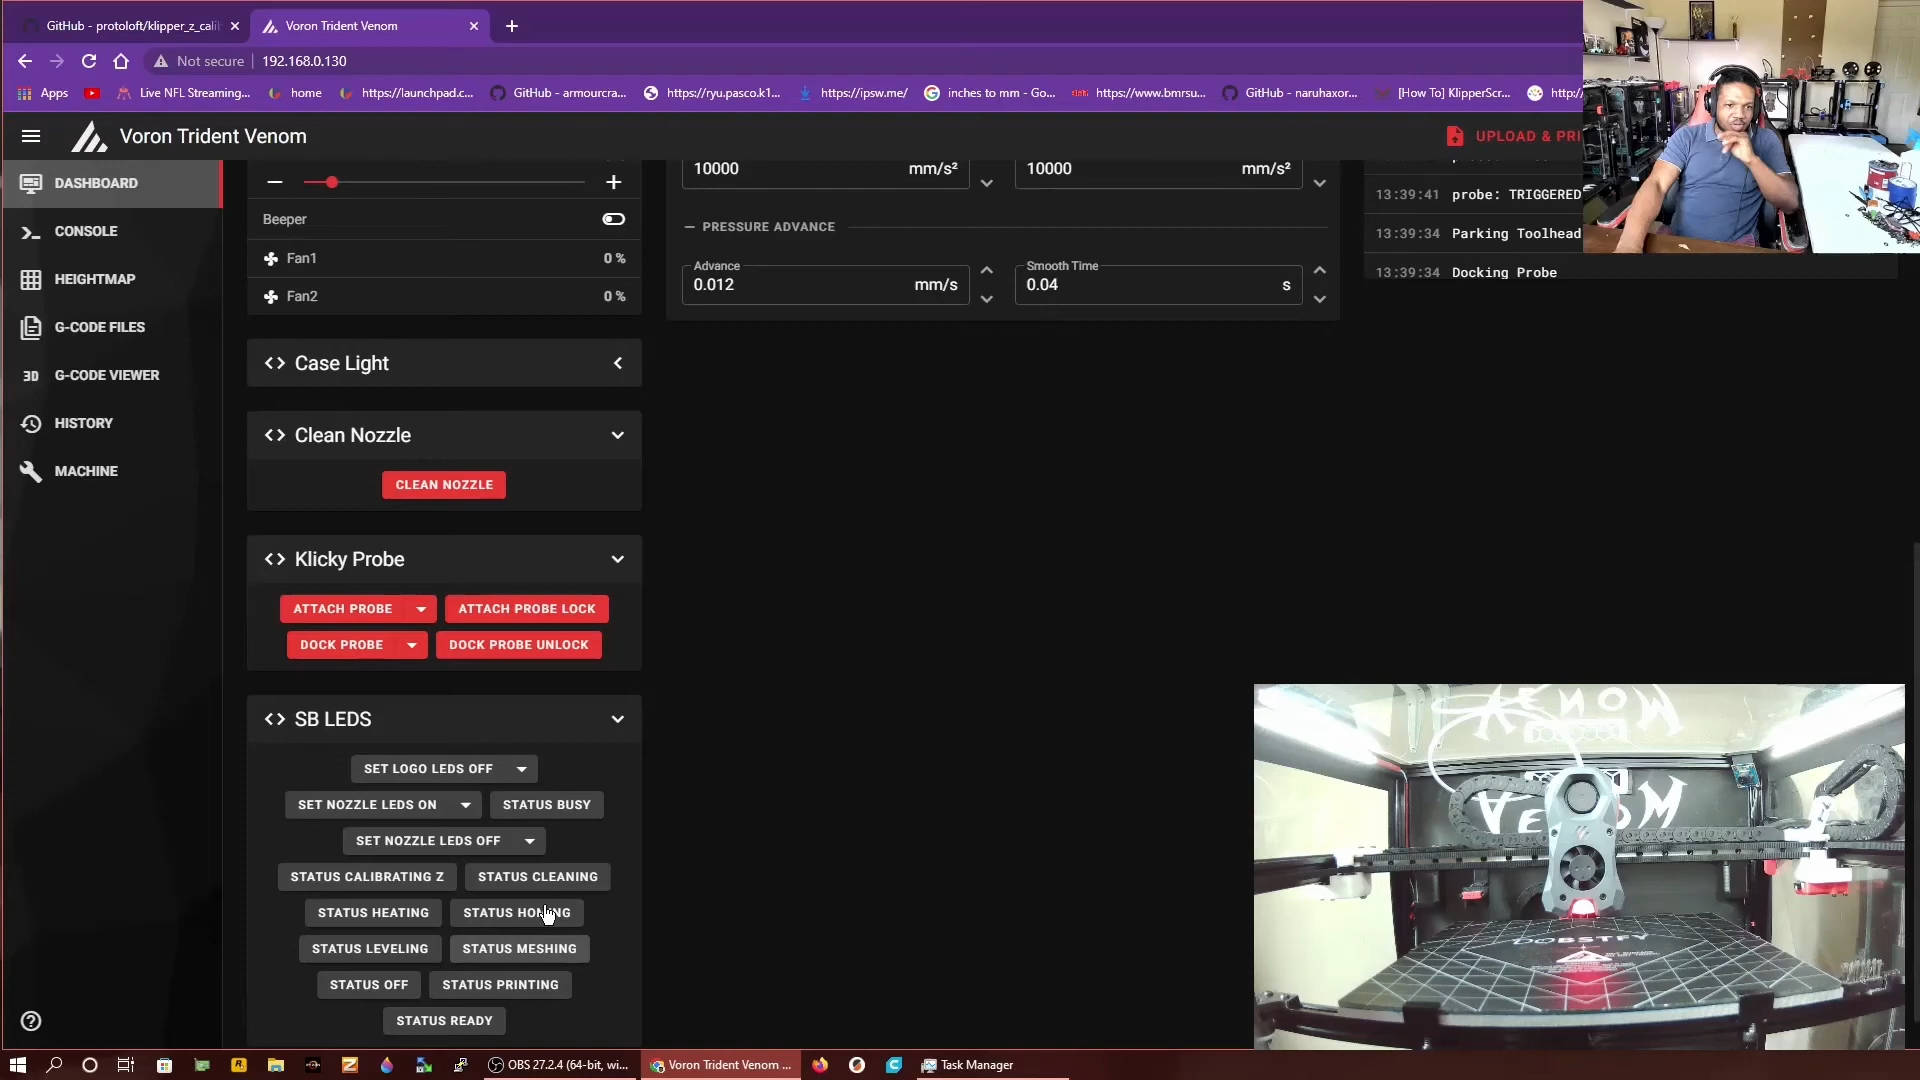 GitHub - protoloft/klipper_z_calib
Voron Trident Venom
Not secure
192.168.0.130
Apps
Live NFL Streaming...
home
https://launchpad.c...
GitHub - armourcra...
https://ryu.pasco.k1...
https://ipsw.me/
inches to mm - Go...
https://www.bmrsu...
GitHub - naruhaxor...
[How To] KlipperScr...
http:/
Voron Trident Venom
UPLOAD & PRI
DASHBOARD
CONSOLE
HEIGHTMAP
G-CODE FILES
3D G-CODE VIEWER
HISTORY
MACHINE
Beeper
Fan1 0 %
Fan2 0 %
Case Light
Clean Nozzle
CLEAN NOZZLE
Klicky Probe
ATTACH PROBE
ATTACH PROBE LOCK
DOCK PROBE
DOCK PROBE UNLOCK
SB LEDS
SET LOGO LEDS OFF
SET NOZZLE LEDS ON
STATUS BUSY
SET NOZZLE LEDS OFF
STATUS CALIBRATING Z
STATUS CLEANING
STATUS HEATING
STATUS HOMING
STATUS LEVELING
STATUS MESHING
STATUS OFF
STATUS PRINTING
STATUS READY
10000 mm/s²
10000 mm/s²
PRESSURE ADVANCE
Advance
0.012 mm/s
Smooth Time
0.04 s
13:39:41 probe: TRIGGERED
13:39:34 Parking Toolhead
13:39:34 Docking Probe
VENOM
DOBSTFY
OBS 27.2.4 (64-bit, wi...
Voron Trident Venom ...
Task Manager